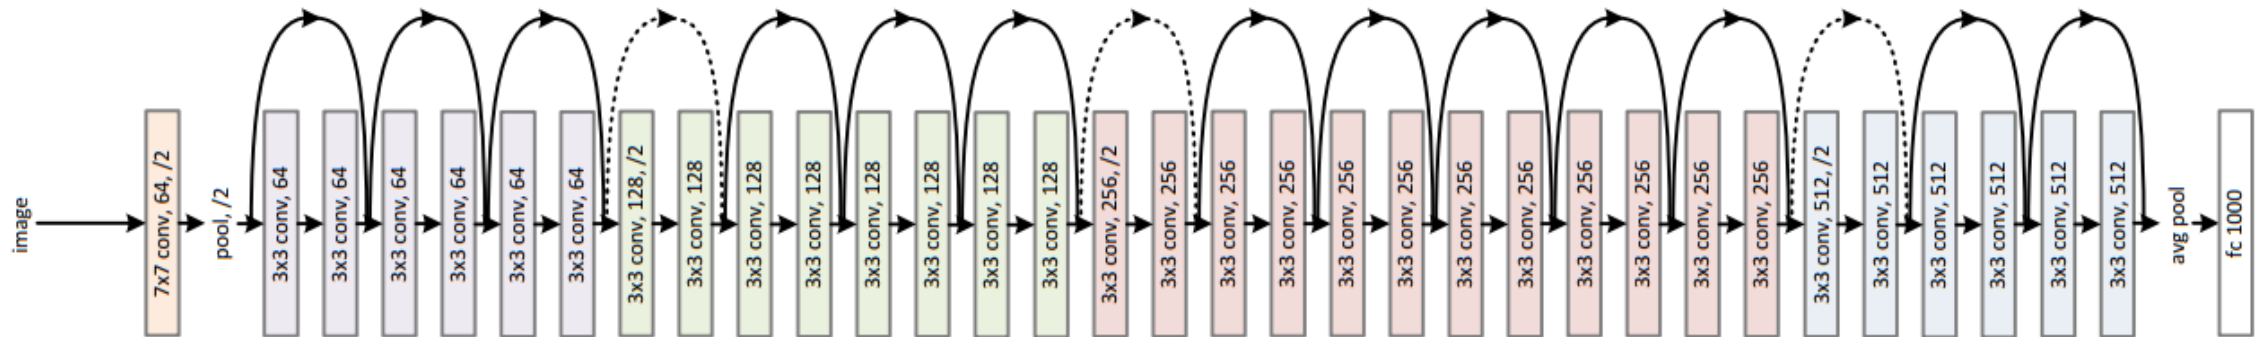 image
7x7 conv, 64, /2
pool, /2
3x3 conv, 64
3x3 conv, 64
3x3 conv, 64
3x3 conv, 64
3x3 conv, 64
3x3 conv, 64
3x3 conv, 128, /2
3x3 conv, 128
3x3 conv, 128
3x3 conv, 128
3x3 conv, 128
3x3 conv, 128
3x3 conv, 128
3x3 conv, 128
3x3 conv, 256, /2
3x3 conv, 256
3x3 conv, 256
3x3 conv, 256
3x3 conv, 256
3x3 conv, 256
3x3 conv, 256
3x3 conv, 256
3x3 conv, 256
3x3 conv, 256
3x3 conv, 256
3x3 conv, 256
3x3 conv, 512, /2
3x3 conv, 512
3x3 conv, 512
3x3 conv, 512
3x3 conv, 512
3x3 conv, 512
avg pool
fc 1000